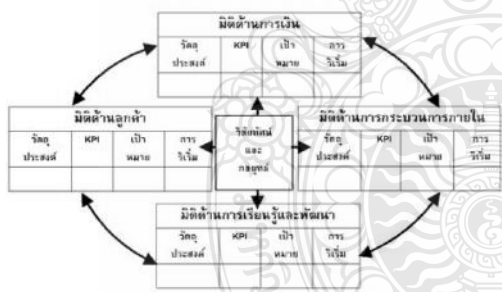 มิติด้านการเงิน
วัตถุ KPI เป้า การ
ประสงค์ หมาย ริเริ่ม
มิติด้านลูกค้า
วัตถุ KPI เป้า การ
ประสงค์ หมาย ริเริ่ม
วิสัยทัศน์
และ
กลยุทธ์
มิติด้านการกระบวนการภายใน
วัตถุ KPI เป้า การ
ประสงค์ หมาย ริเริ่ม
มิติด้านการเรียนรู้และพัฒนา
วัตถุ KPI เป้า การ
ประสงค์ หมาย ริเริ่ม